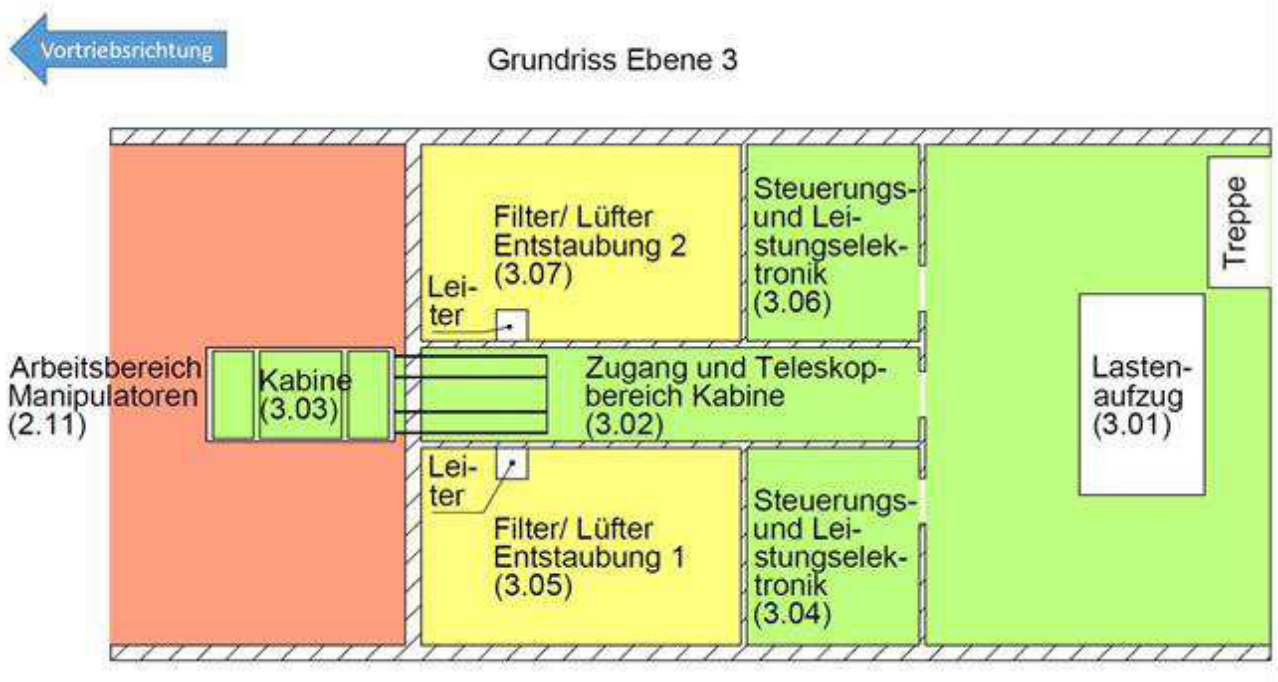 Vortriebsrichtung
Grundriss Ebene 3
Filter/ Lüfter
Entstaubung 2
(3.07)
Lei-
ter
Steuerungs-
und Lei-
stungselek-
tronik
(3.06)
Treppe
Arbeitsbereich
Manipulatoren
(2.11)
Kabine
(3.03)
Zugang und Teleskop-
bereich Kabine
(3.02)
Lasten-
aufzug
(3.01)
Lei-
ter
Filter/ Lüfter
Entstaubung 1
(3.05)
Steuerungs-
und Lei-
stungselek-
tronik
(3.04)